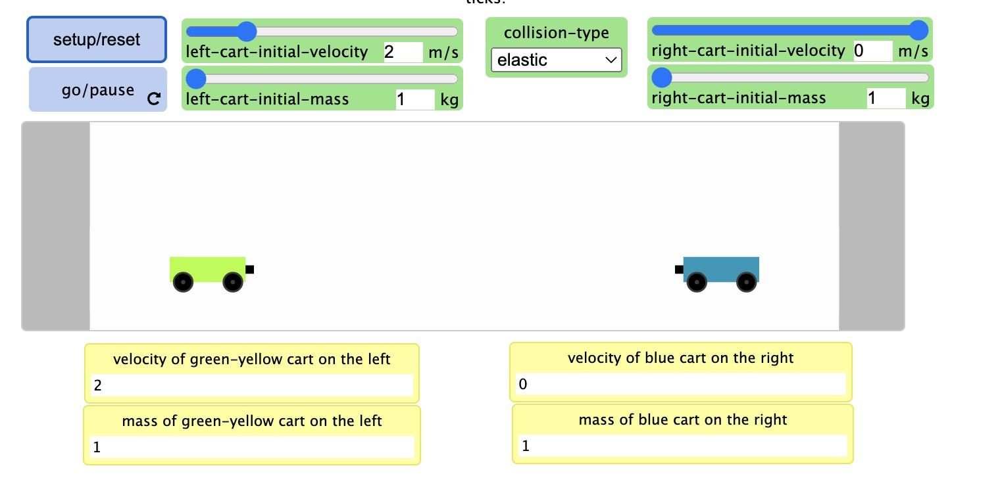 ticks:
setup/reset
go/pause
left-cart-initial-velocity 2 m/s
left-cart-initial-mass 1 kg
collision-type
elastic
right-cart-initial-velocity 0 m/s
right-cart-initial-mass 1 kg
velocity of green-yellow cart on the left
2
velocity of blue cart on the right
0
mass of green-yellow cart on the left
1
mass of blue cart on the right
1